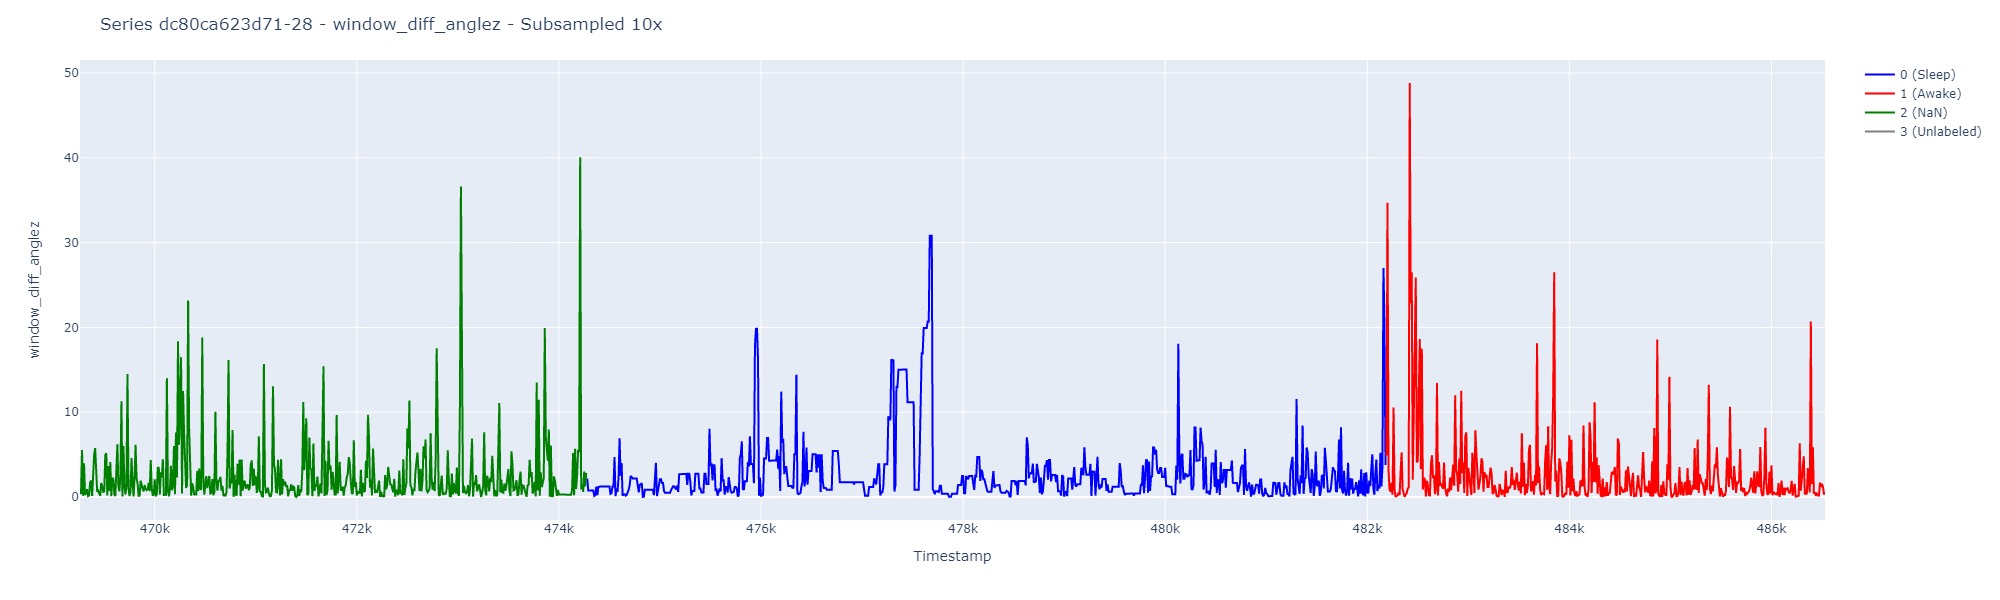 Series dc80ca623d71-28 - window_diff_anglez - Subsampled 10x
0 (Sleep)
1 (Awake)
2 (NaN)
3 (Unlabeled)
window_diff_anglez
50
40
30
20
10
0
470k 472k 474k 476k 478k 480k 482k 484k 486k
Timestamp